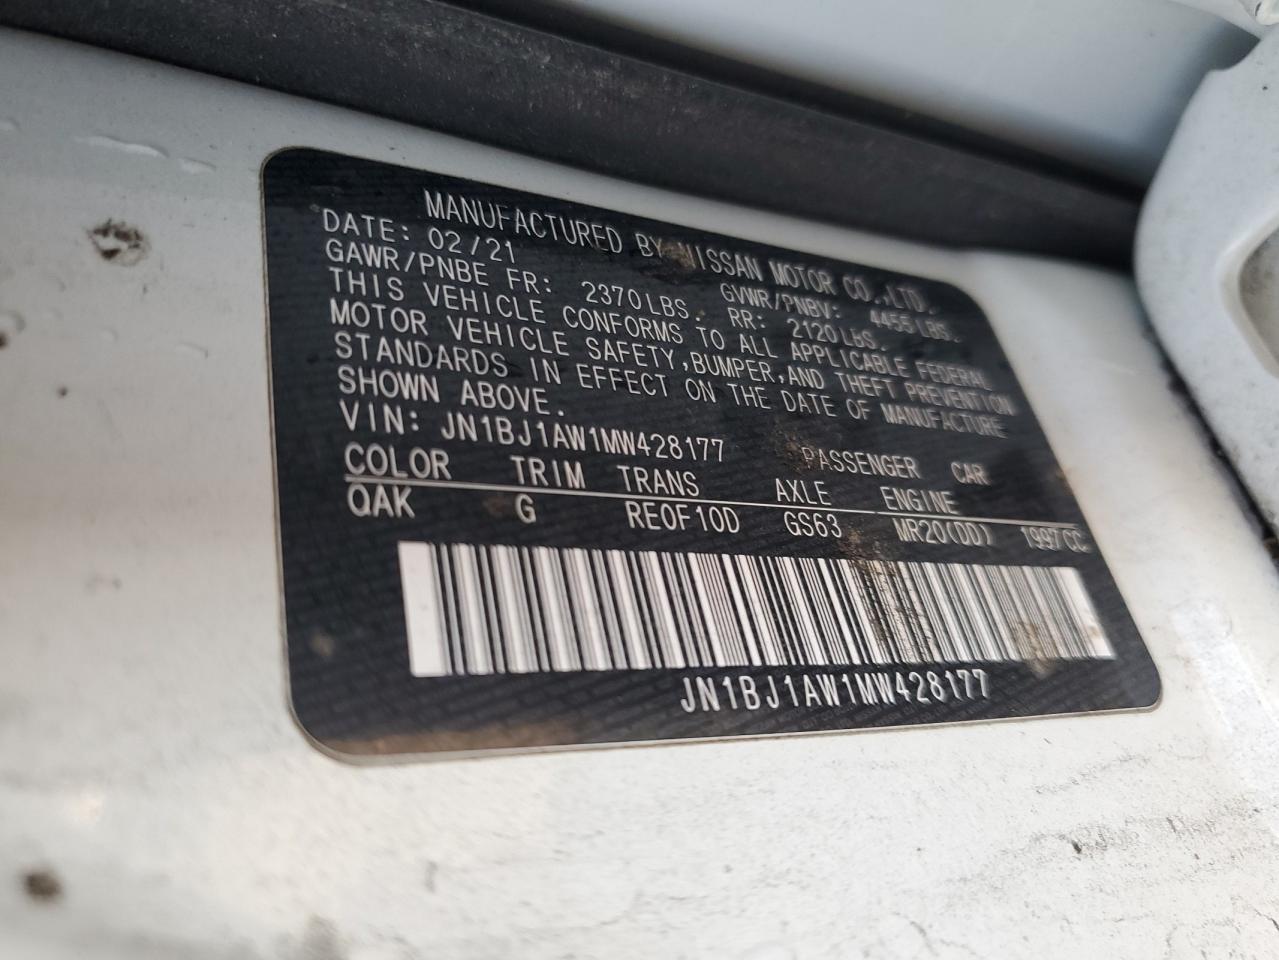 MANUFACTURED BY NISSAN MOTOR CO.,LTD.
DATE: 02/21 GVWR/PNBV: 4455LBS.
GAWR/PNBE FR: 2370LBS. RR: 2120LBS.
THIS VEHICLE CONFORMS TO ALL APPLICABLE FEDERAL
MOTOR VEHICLE SAFETY,BUMPER,AND THEFT PREVENTION
STANDARDS IN EFFECT ON THE DATE OF MANUFACTURE
SHOWN ABOVE.
VIN: JN1BJ1AW1MW428177 PASSENGER CAR
COLOR TRIM TRANS AXLE ENGINE
QAK G RE0F10D GS63 MR20(DD) 1997CC
JN1BJ1AW1MW428177